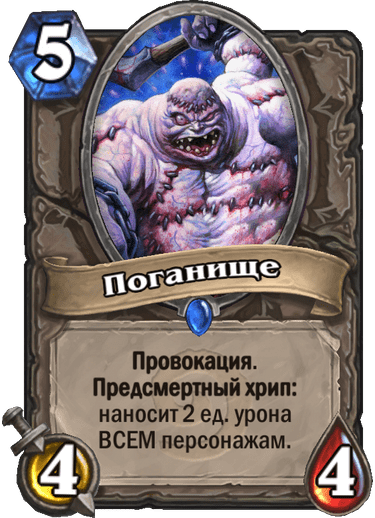 5
Поганище
Провокация.
Предсмертный хрип:
наносит 2 ед. урона
ВСЕМ персонажам.
4 4